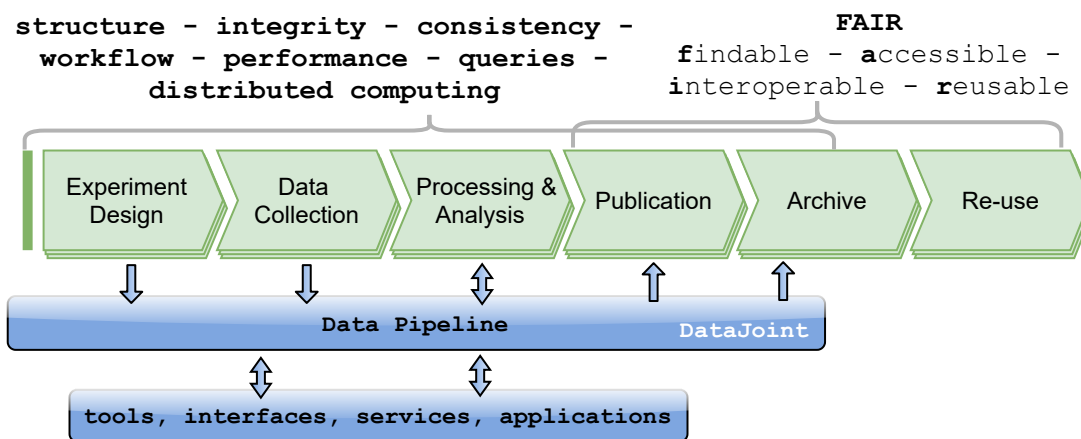 structure - integrity - consistency -
workflow - performance - queries -
distributed computing
FAIR
findable - accessible -
interoperable - reusable
Experiment
Design
Data
Collection
Processing &
Analysis
Publication
Archive
Re-use
Data Pipeline
DataJoint
tools, interfaces, services, applications